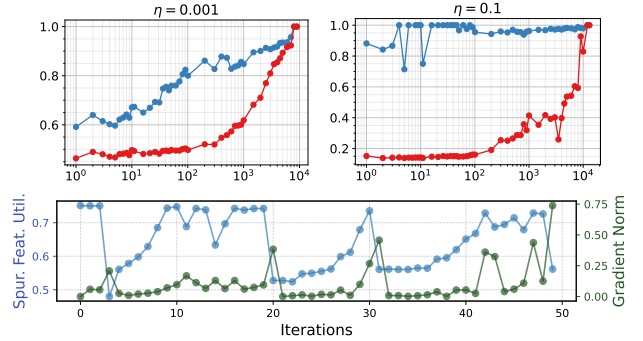 η = 0.001
1.0
0.8
0.6
10⁰ 10¹ 10² 10³ 10⁴
η = 0.1
1.0
0.8
0.6
0.4
0.2
10⁰ 10¹ 10² 10³ 10⁴
Spur. Feat. Util.
0.7
0.6
0.5
0.75
0.50
0.25
0.00
Gradient Norm
0 10 20 30 40 50
Iterations